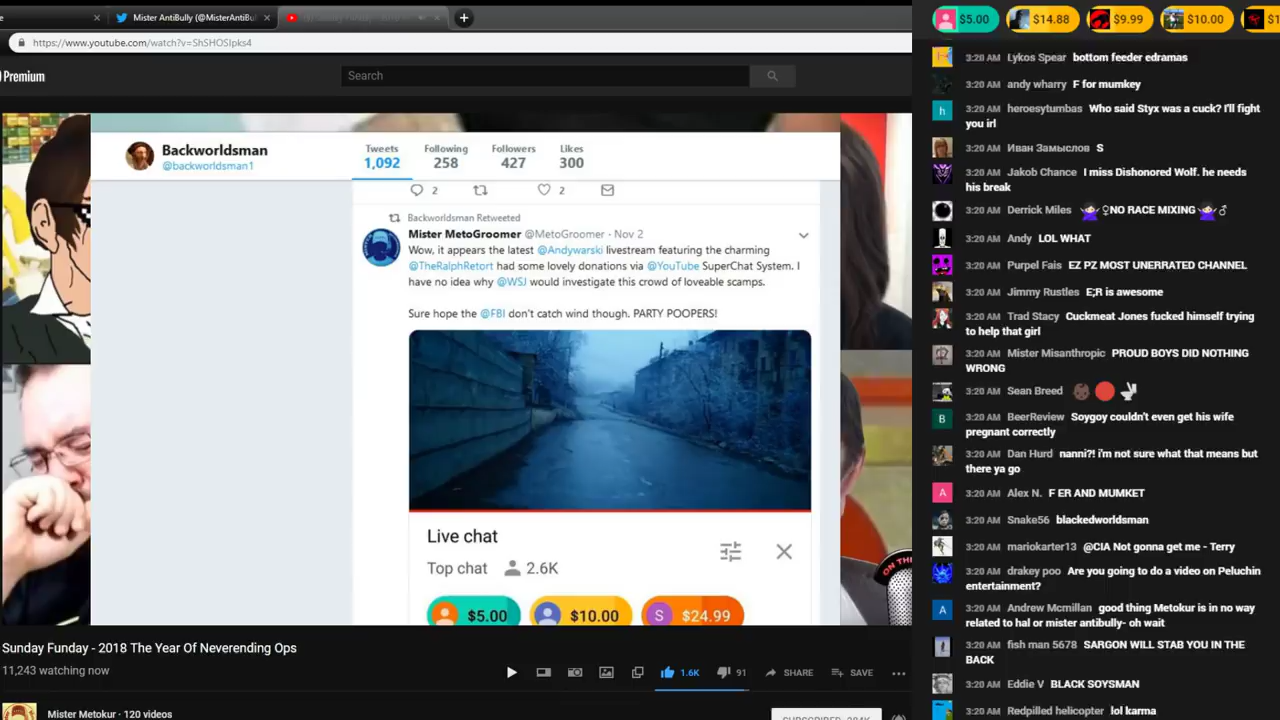 Mister AntiBully (@MisterAntiBul
https://www.youtube.com/watch?v=ShSHOSIpks4
Premium
Search
Backworldsman
@backworldsman1
Tweets
Following
Followers
Likes
1,092
258
427
300
2
2
Backworldsman Retweeted
Mister MetoGroomer @MetoGroomer · Nov 2
Wow, it appears the latest @Andywarski livestream featuring the charming
@TheRalphRetort had some lovely donations via @YouTube SuperChat System. I
have no idea why @WSJ would investigate this crowd of loveable scamps.
Sure hope the @FBI don't catch wind though. PARTY POOPERS!
Live chat
Top chat 2.6K
$5.00
$10.00
S $24.99
ON TH
Sunday Funday - 2018 The Year Of Neverending Ops
11,243 watching now
1.6K
91
SHARE
SAVE
Mister Metokur · 120 videos
$5.00
$14.88
$9.99
$10.00
3:20 AM Lykos Spear bottom feeder edramas
3:20 AM andy wharry F for mumkey
3:20 AM heroesytumbas Who said Styx was a cuck? I'll fight
you irl
3:20 AM Иван Замыслов S
3:20 AM Jakob Chance I miss Dishonored Wolf. he needs
his break
3:20 AM Derrick Miles 🙅♀NO RACE MIXING 🙅♂
3:20 AM Andy LOL WHAT
3:20 AM Purpel Fais EZ PZ MOST UNERRATED CHANNEL
3:20 AM Jimmy Rustles E;R is awesome
3:20 AM Trad Stacy Cuckmeat Jones fucked himself trying
to help that girl
3:20 AM Mister Misanthropic PROUD BOYS DID NOTHING
WRONG
3:20 AM Sean Breed
3:20 AM BeerReview Soygoy couldn't even get his wife
pregnant correctly
3:20 AM Dan Hurd nanni?! i'm not sure what that means but
there ya go
3:20 AM Alex N. F ER AND MUMKET
3:20 AM Snake56 blackedworldsman
3:20 AM mariokarter13 @CIA Not gonna get me - Terry
3:20 AM drakey poo Are you going to do a video on Peluchin
entertainment?
3:20 AM Andrew Mcmillan good thing Metokur is in no way
related to hal or mister antibully- oh wait
3:20 AM fish man 5678 SARGON WILL STAB YOU IN THE
BACK
3:20 AM Eddie V BLACK SOYSMAN
3:20 AM Redpilled helicopter lol karma